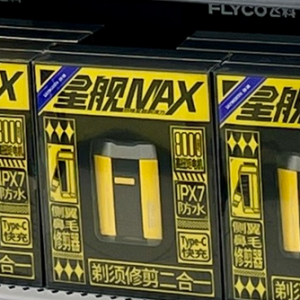 FLYCO飞科
皇舰MAX
IPX7
防水
侧翼
鼻毛
修剪器
Type-C
快充
剃须修剪二合一